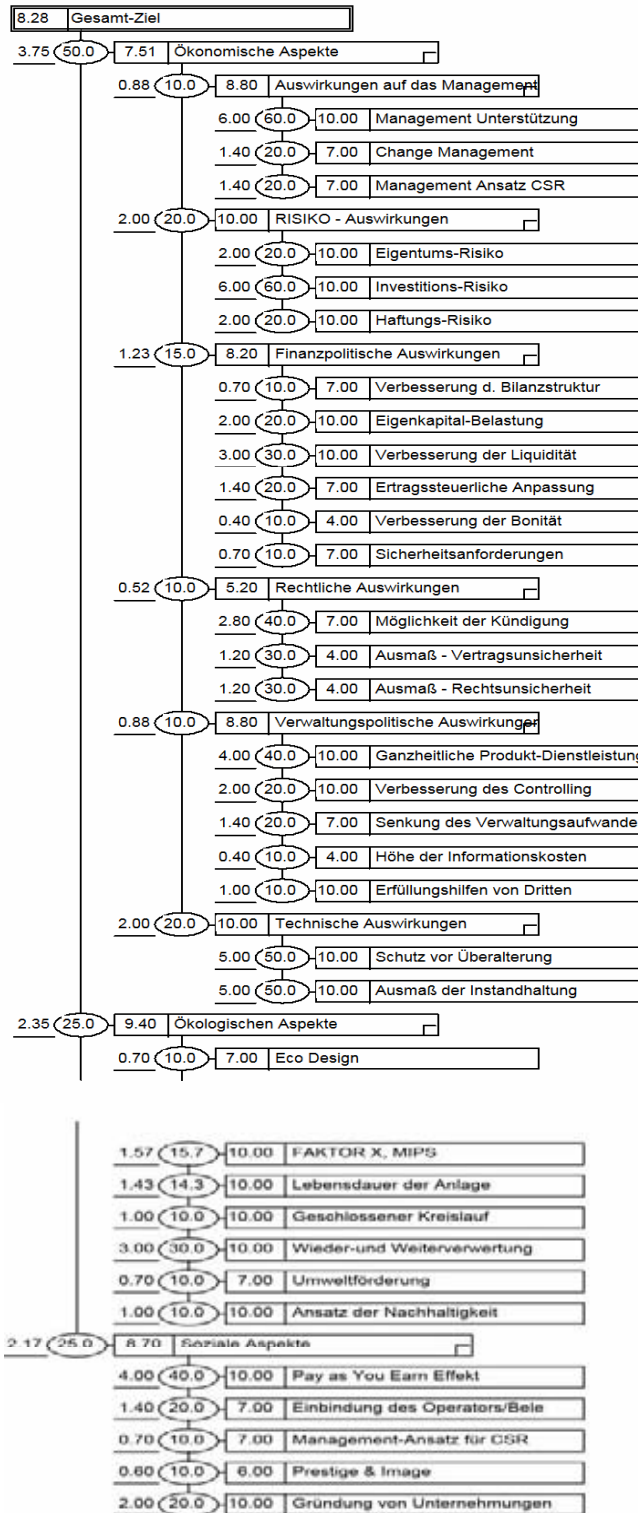 8.28 Gesamt-Ziel
3.75 50.0 7.51 Ökonomische Aspekte
0.88 10.0 8.80 Auswirkungen auf das Management
6.00 60.0 10.00 Management Unterstützung
1.40 20.0 7.00 Change Management
1.40 20.0 7.00 Management Ansatz CSR
2.00 20.0 10.00 RISIKO - Auswirkungen
2.00 20.0 10.00 Eigentums-Risiko
6.00 60.0 10.00 Investitions-Risiko
2.00 20.0 10.00 Haftungs-Risiko
1.23 15.0 8.20 Finanzpolitische Auswirkungen
0.70 10.0 7.00 Verbesserung d. Bilanzstruktur
2.00 20.0 10.00 Eigenkapital-Belastung
3.00 30.0 10.00 Verbesserung der Liquidität
1.40 20.0 7.00 Ertragssteuerliche Anpassung
0.40 10.0 4.00 Verbesserung der Bonität
0.70 10.0 7.00 Sicherheitsanforderungen
0.52 10.0 5.20 Rechtliche Auswirkungen
2.80 40.0 7.00 Möglichkeit der Kündigung
1.20 30.0 4.00 Ausmaß - Vertragsunsicherheit
1.20 30.0 4.00 Ausmaß - Rechtsunsicherheit
0.88 10.0 8.80 Verwaltungspolitische Auswirkungen
4.00 40.0 10.00 Ganzheitliche Produkt-Dienstleistung
2.00 20.0 10.00 Verbesserung des Controlling
1.40 20.0 7.00 Senkung des Verwaltungsaufwande
0.40 10.0 4.00 Höhe der Informationskosten
1.00 10.0 10.00 Erfüllungshilfen von Dritten
2.00 20.0 10.00 Technische Auswirkungen
5.00 50.0 10.00 Schutz vor Überalterung
5.00 50.0 10.00 Ausmaß der Instandhaltung
2.35 25.0 9.40 Ökologischen Aspekte
0.70 10.0 7.00 Eco Design
1.57 15.7 10.00 FAKTOR X, MIPS
1.43 14.3 10.00 Lebensdauer der Anlage
1.00 10.0 10.00 Geschlossener Kreislauf
3.00 30.0 10.00 Wieder-und Weiterverwertung
0.70 10.0 7.00 Umweltförderung
1.00 10.0 10.00 Ansatz der Nachhaltigkeit
2.17 25.0 8.70 Soziale Aspekte
4.00 40.0 10.00 Pay as You Earn Effekt
1.40 20.0 7.00 Einbindung des Operators/Bele
0.70 10.0 7.00 Management-Ansatz für CSR
0.60 10.0 6.00 Prestige & Image
2.00 20.0 10.00 Gründung von Unternehmungen